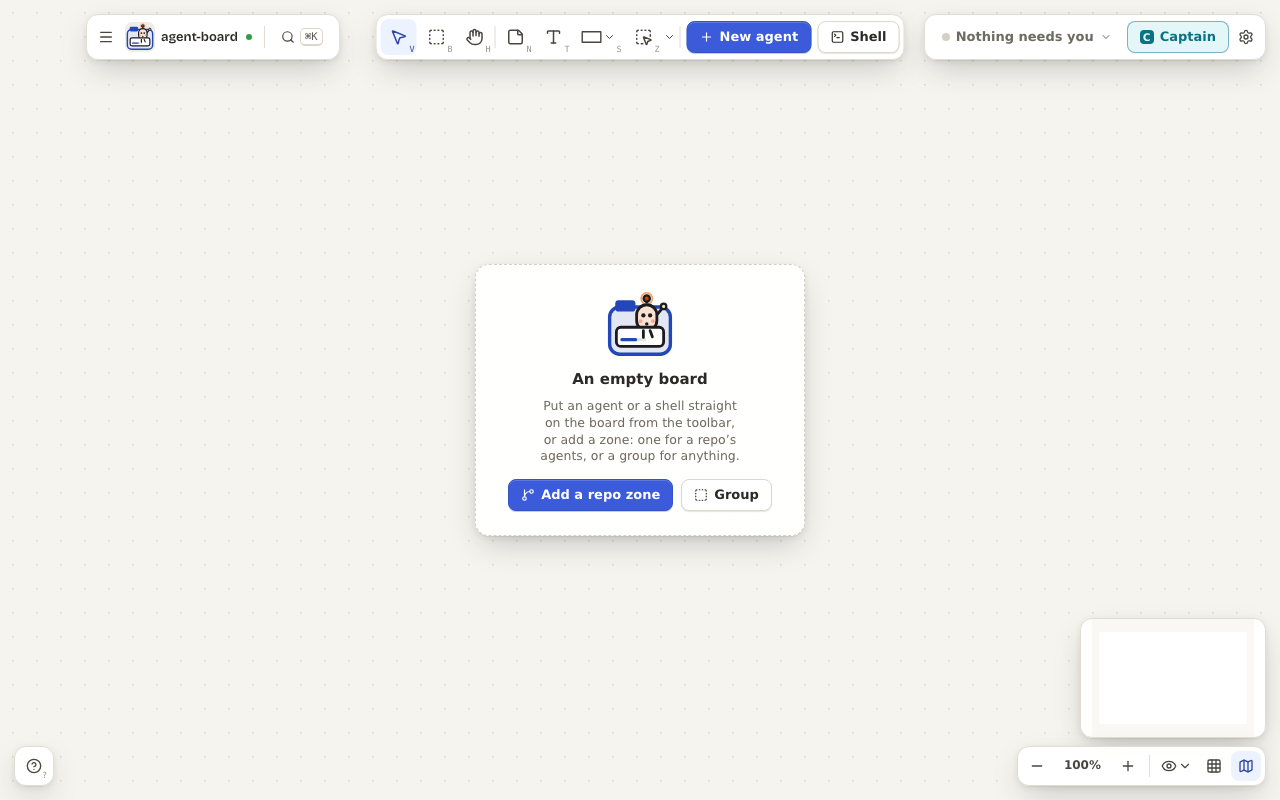 agent-board
⌘K
V
B
H
N
T
S
Z
New agent
Shell
Nothing needs you
C Captain
An empty board
Put an agent or a shell straight
on the board from the toolbar,
or add a zone: one for a repo’s
agents, or a group for anything.
Add a repo zone
Group
?
100%